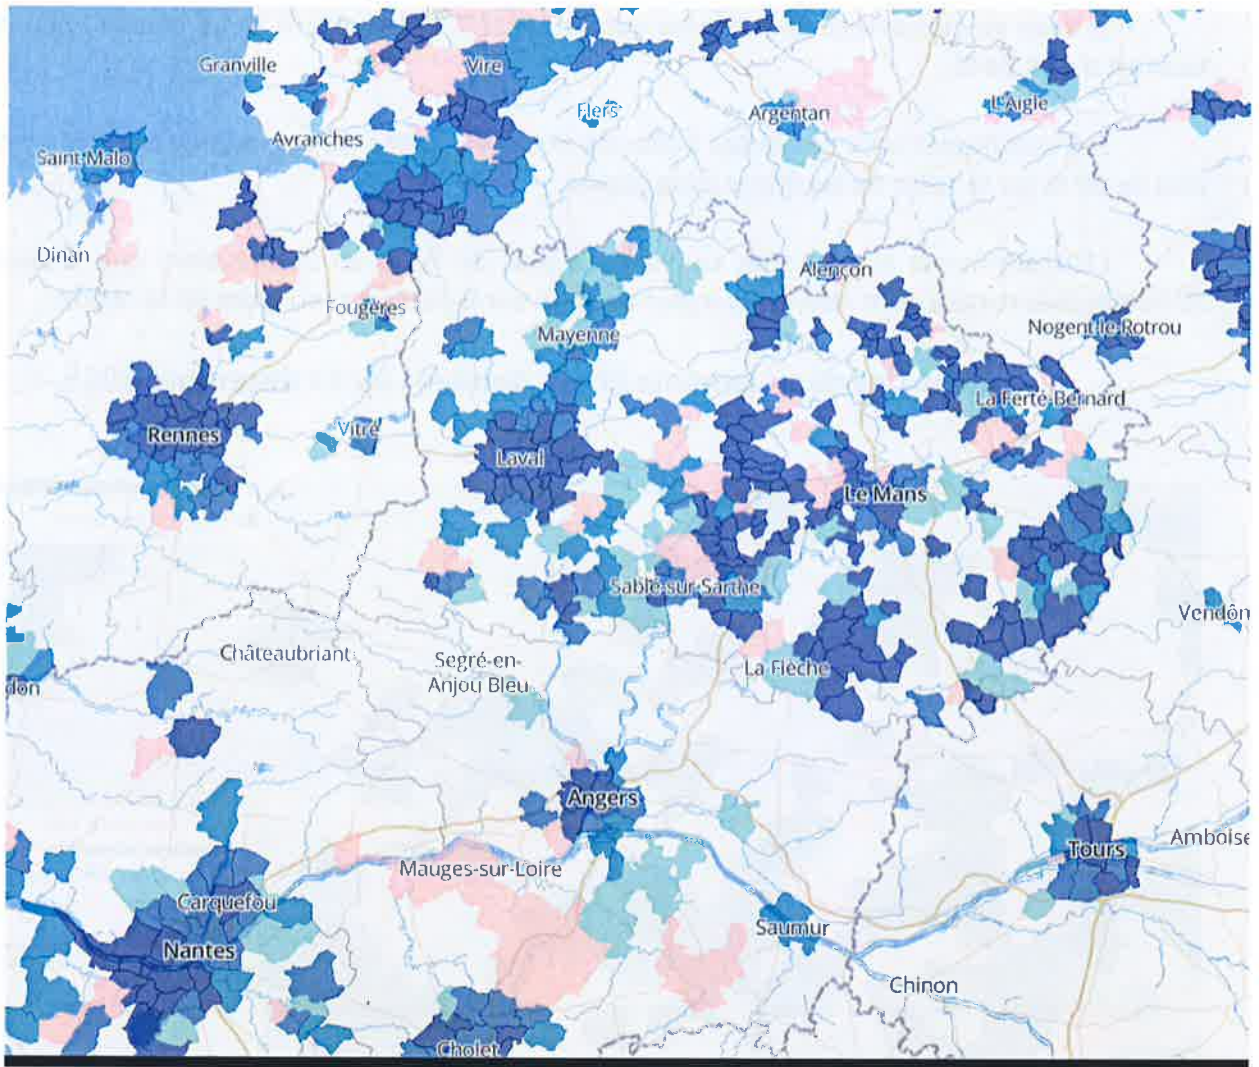 Granville
Vire
Flers
Argentan
L'Aigle
Avranches
Saint Malo
Dinan
Alençon
Fougères
Mayenne
Nogent-le-Rotrou
La Ferté-Bernard
Rennes
Vitré
Laval
Le Mans
Sablé-sur-Sarthe
Vendôm
Châteaubriant
Segré-en-
Anjou Bleu
La Flèche
don
Angers
Tours
Amboise
Mauges-sur-Loire
Carquefou
Nantes
Saumur
Chinon
Cholet